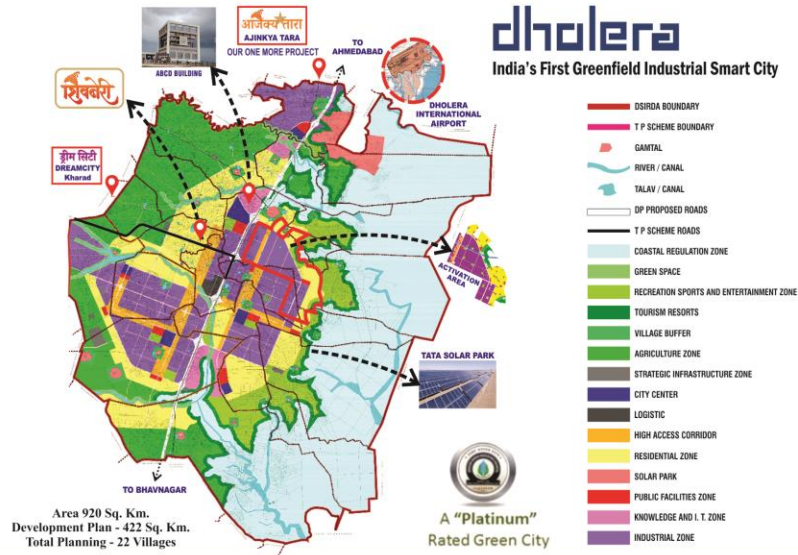 dholera
India's First Greenfield Industrial Smart City
आजिंक्य तारा
AJINKYA TARA
OUR ONE MORE PROJECT
TO
AHMEDABAD
ABCD BUILDING
DHOLERA
INTERNATIONAL
AIRPORT
शिवनेरी
ड्रीम सिटी
DREAMCITY
Kharad
ACTIVATION
AREA
TATA SOLAR PARK
TO BHAVNAGAR
Area 920 Sq. Km.
Development Plan - 422 Sq. Km.
Total Planning - 22 Villages
A "Platinum"
Rated Green City
DSIRDA BOUNDARY
T P SCHEME BOUNDARY
GAMTAL
RIVER / CANAL
TALAV / CANAL
DP PROPOSED ROADS
T P SCHEME ROADS
COASTAL REGULATION ZONE
GREEN SPACE
RECREATION SPORTS AND ENTERTAINMENT ZONE
TOURISM RESORTS
VILLAGE BUFFER
AGRICULTURE ZONE
STRATEGIC INFRASTRUCTURE ZONE
CITY CENTER
LOGISTIC
HIGH ACCESS CORRIDOR
RESIDENTIAL ZONE
SOLAR PARK
PUBLIC FACILITIES ZONE
KNOWLEDGE AND I. T. ZONE
INDUSTRIAL ZONE